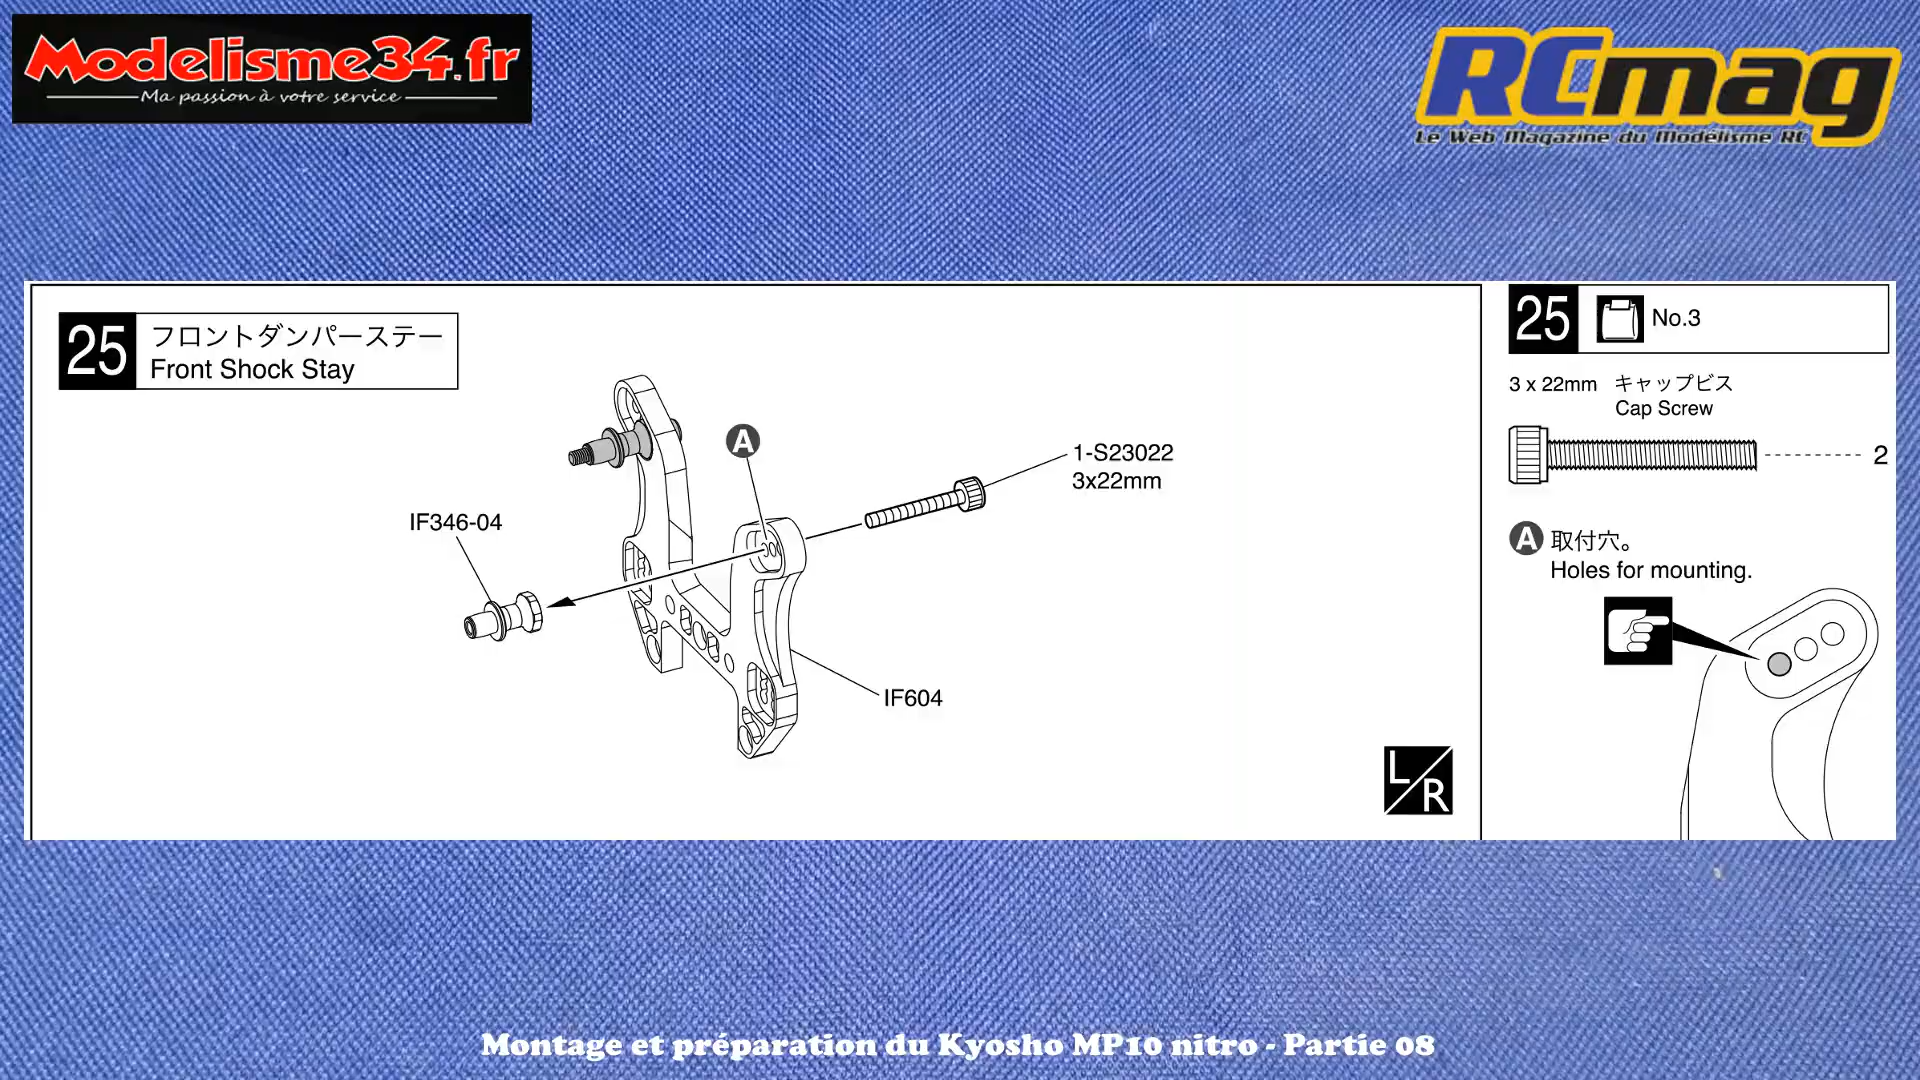 Modelisme34.fr
Ma passion à votre service
RCmag
Le Web Magazine du Modélisme RC
25
フロントダンパーステー
Front Shock Stay
A
1-S23022
3x22mm
IF346-04
IF604
L/R
25
No.3
3 x 22mm キャップビス
Cap Screw
2
A 取付穴。
Holes for mounting.
Montage et préparation du Kyosho MP10 nitro - Partie 08